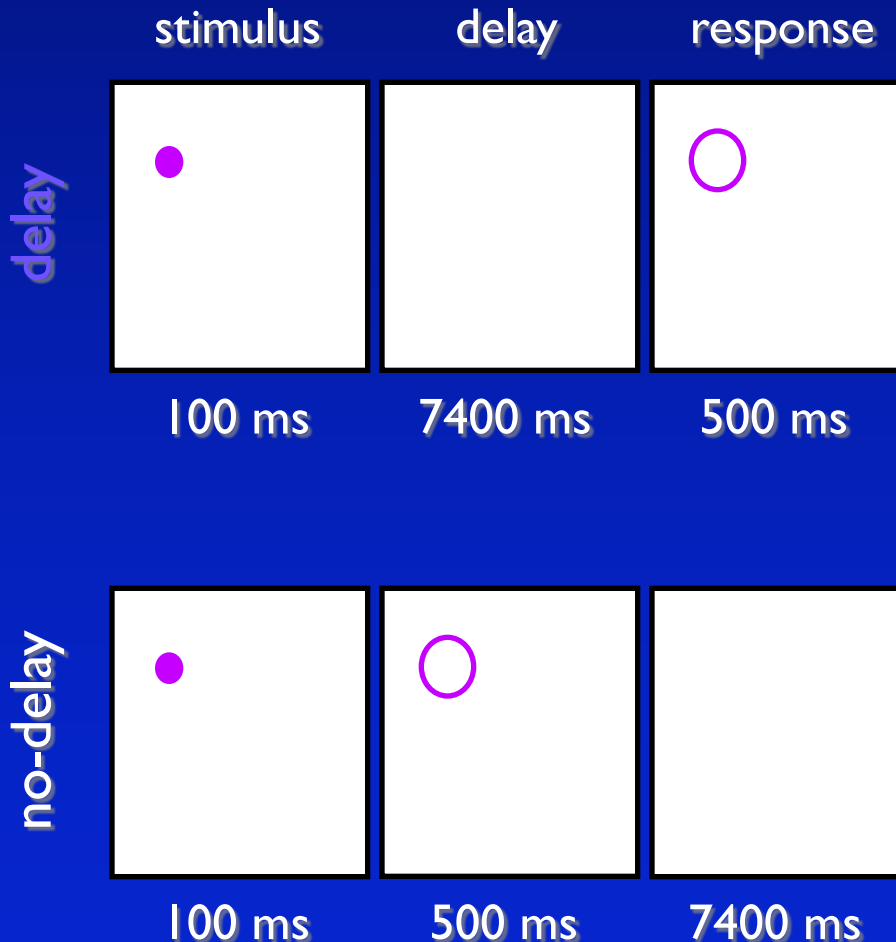 stimulus delay response
delay
100 ms 7400 ms 500 ms
no-delay
100 ms 500 ms 7400 ms